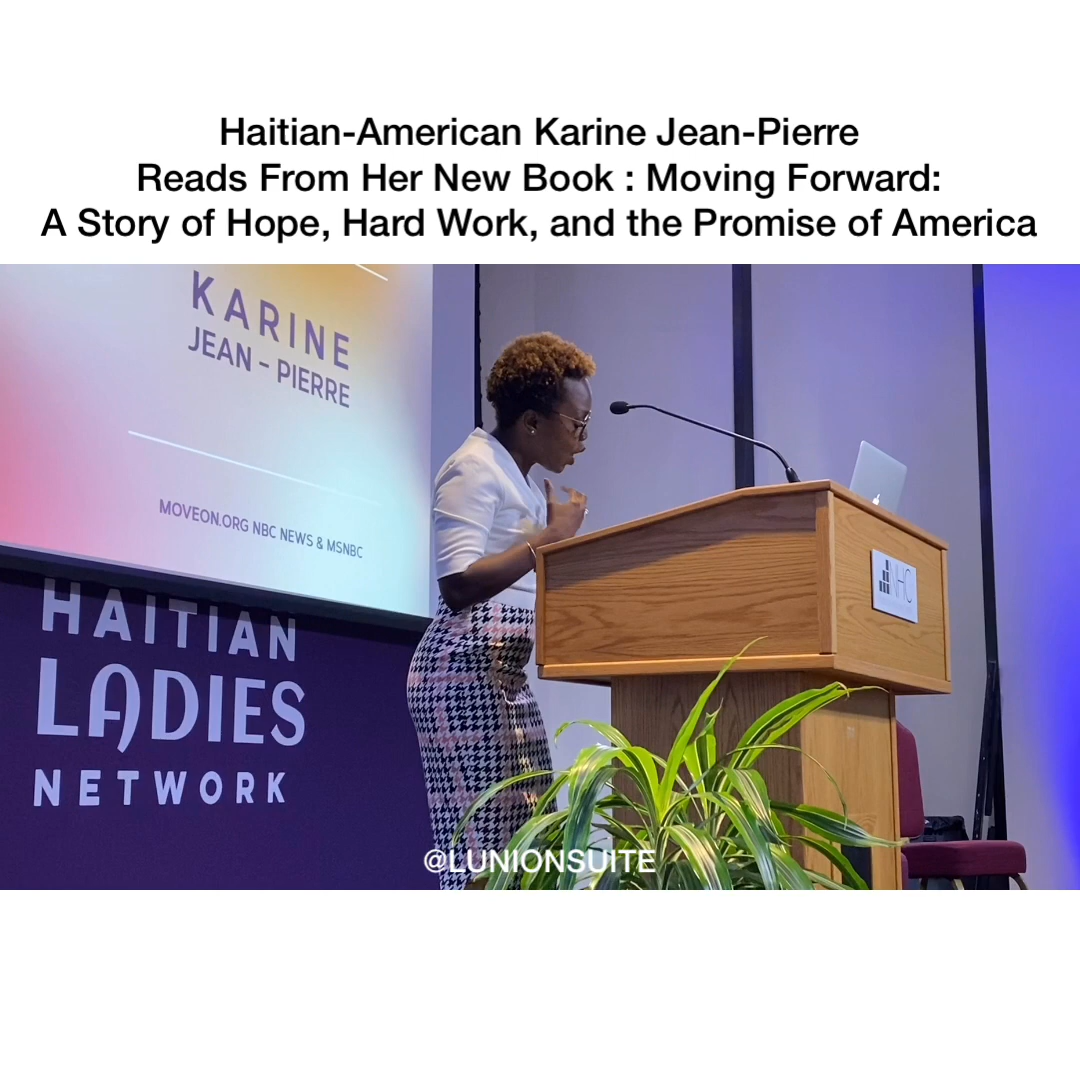 Haitian-American Karine Jean-Pierre
Reads From Her New Book : Moving Forward:
A Story of Hope, Hard Work, and the Promise of America
KARINE
JEAN - PIERRE
MOVEON.ORG NBC NEWS & MSNBC
HAITIAN
LADIES
NETWORK
NHC
@LUNIONSUITE